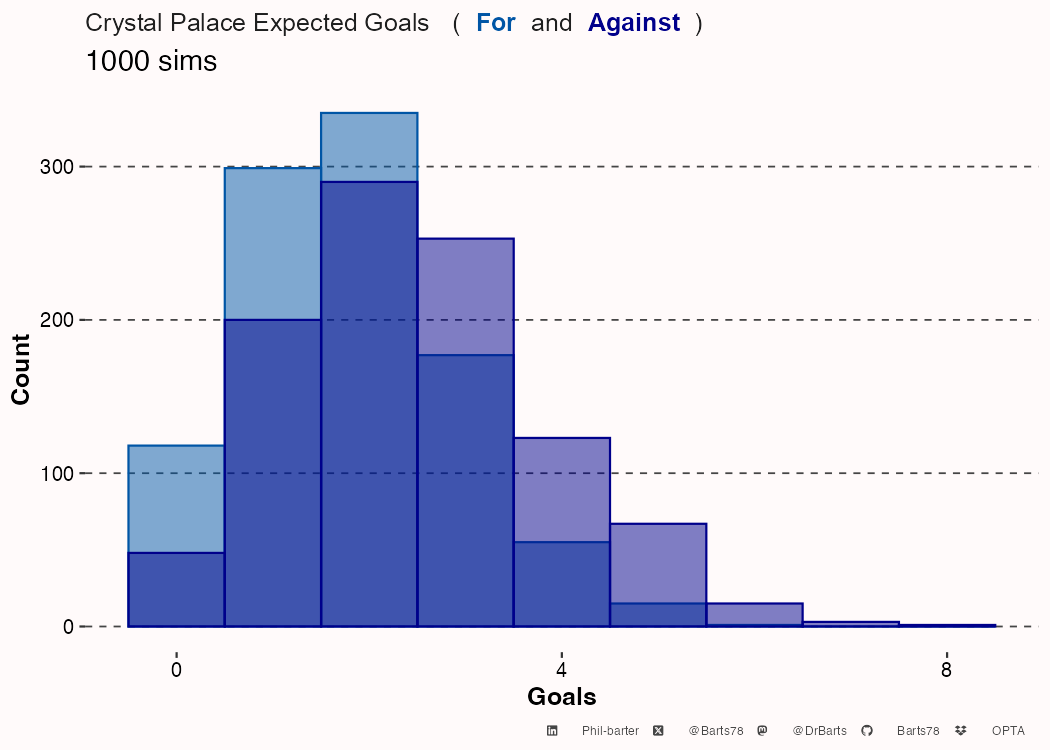 Crystal Palace Expected Goals ( For and Against )
1000 sims
300
200
100
0
Count
0 4 8
Goals
Phil-barter @Barts78 @DrBarts Barts78 OPTA